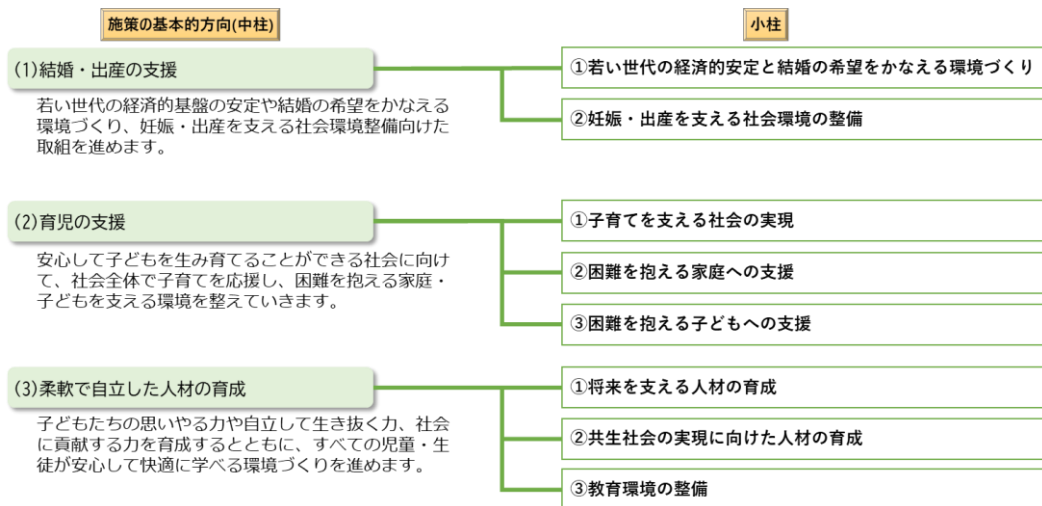 施策の基本的方向(中柱)
小柱
(1)結婚・出産の支援
若い世代の経済的基盤の安定や結婚の希望をかなえる
環境づくり、妊娠・出産を支える社会環境整備向けた
取組を進めます。
①若い世代の経済的安定と結婚の希望をかなえる環境づくり
②妊娠・出産を支える社会環境の整備
(2)育児の支援
安心して子どもを生み育てることができる社会に向け
て、社会全体で子育てを応援し、困難を抱える家庭・
子どもを支える環境を整えていきます。
①子育てを支える社会の実現
②困難を抱える家庭への支援
③困難を抱える子どもへの支援
(3)柔軟で自立した人材の育成
子どもたちの思いやる力や自立して生き抜く力、社会
に貢献する力を育成するとともに、すべての児童・生
徒が安心して快適に学べる環境づくりを進めます。
①将来を支える人材の育成
②共生社会の実現に向けた人材の育成
③教育環境の整備